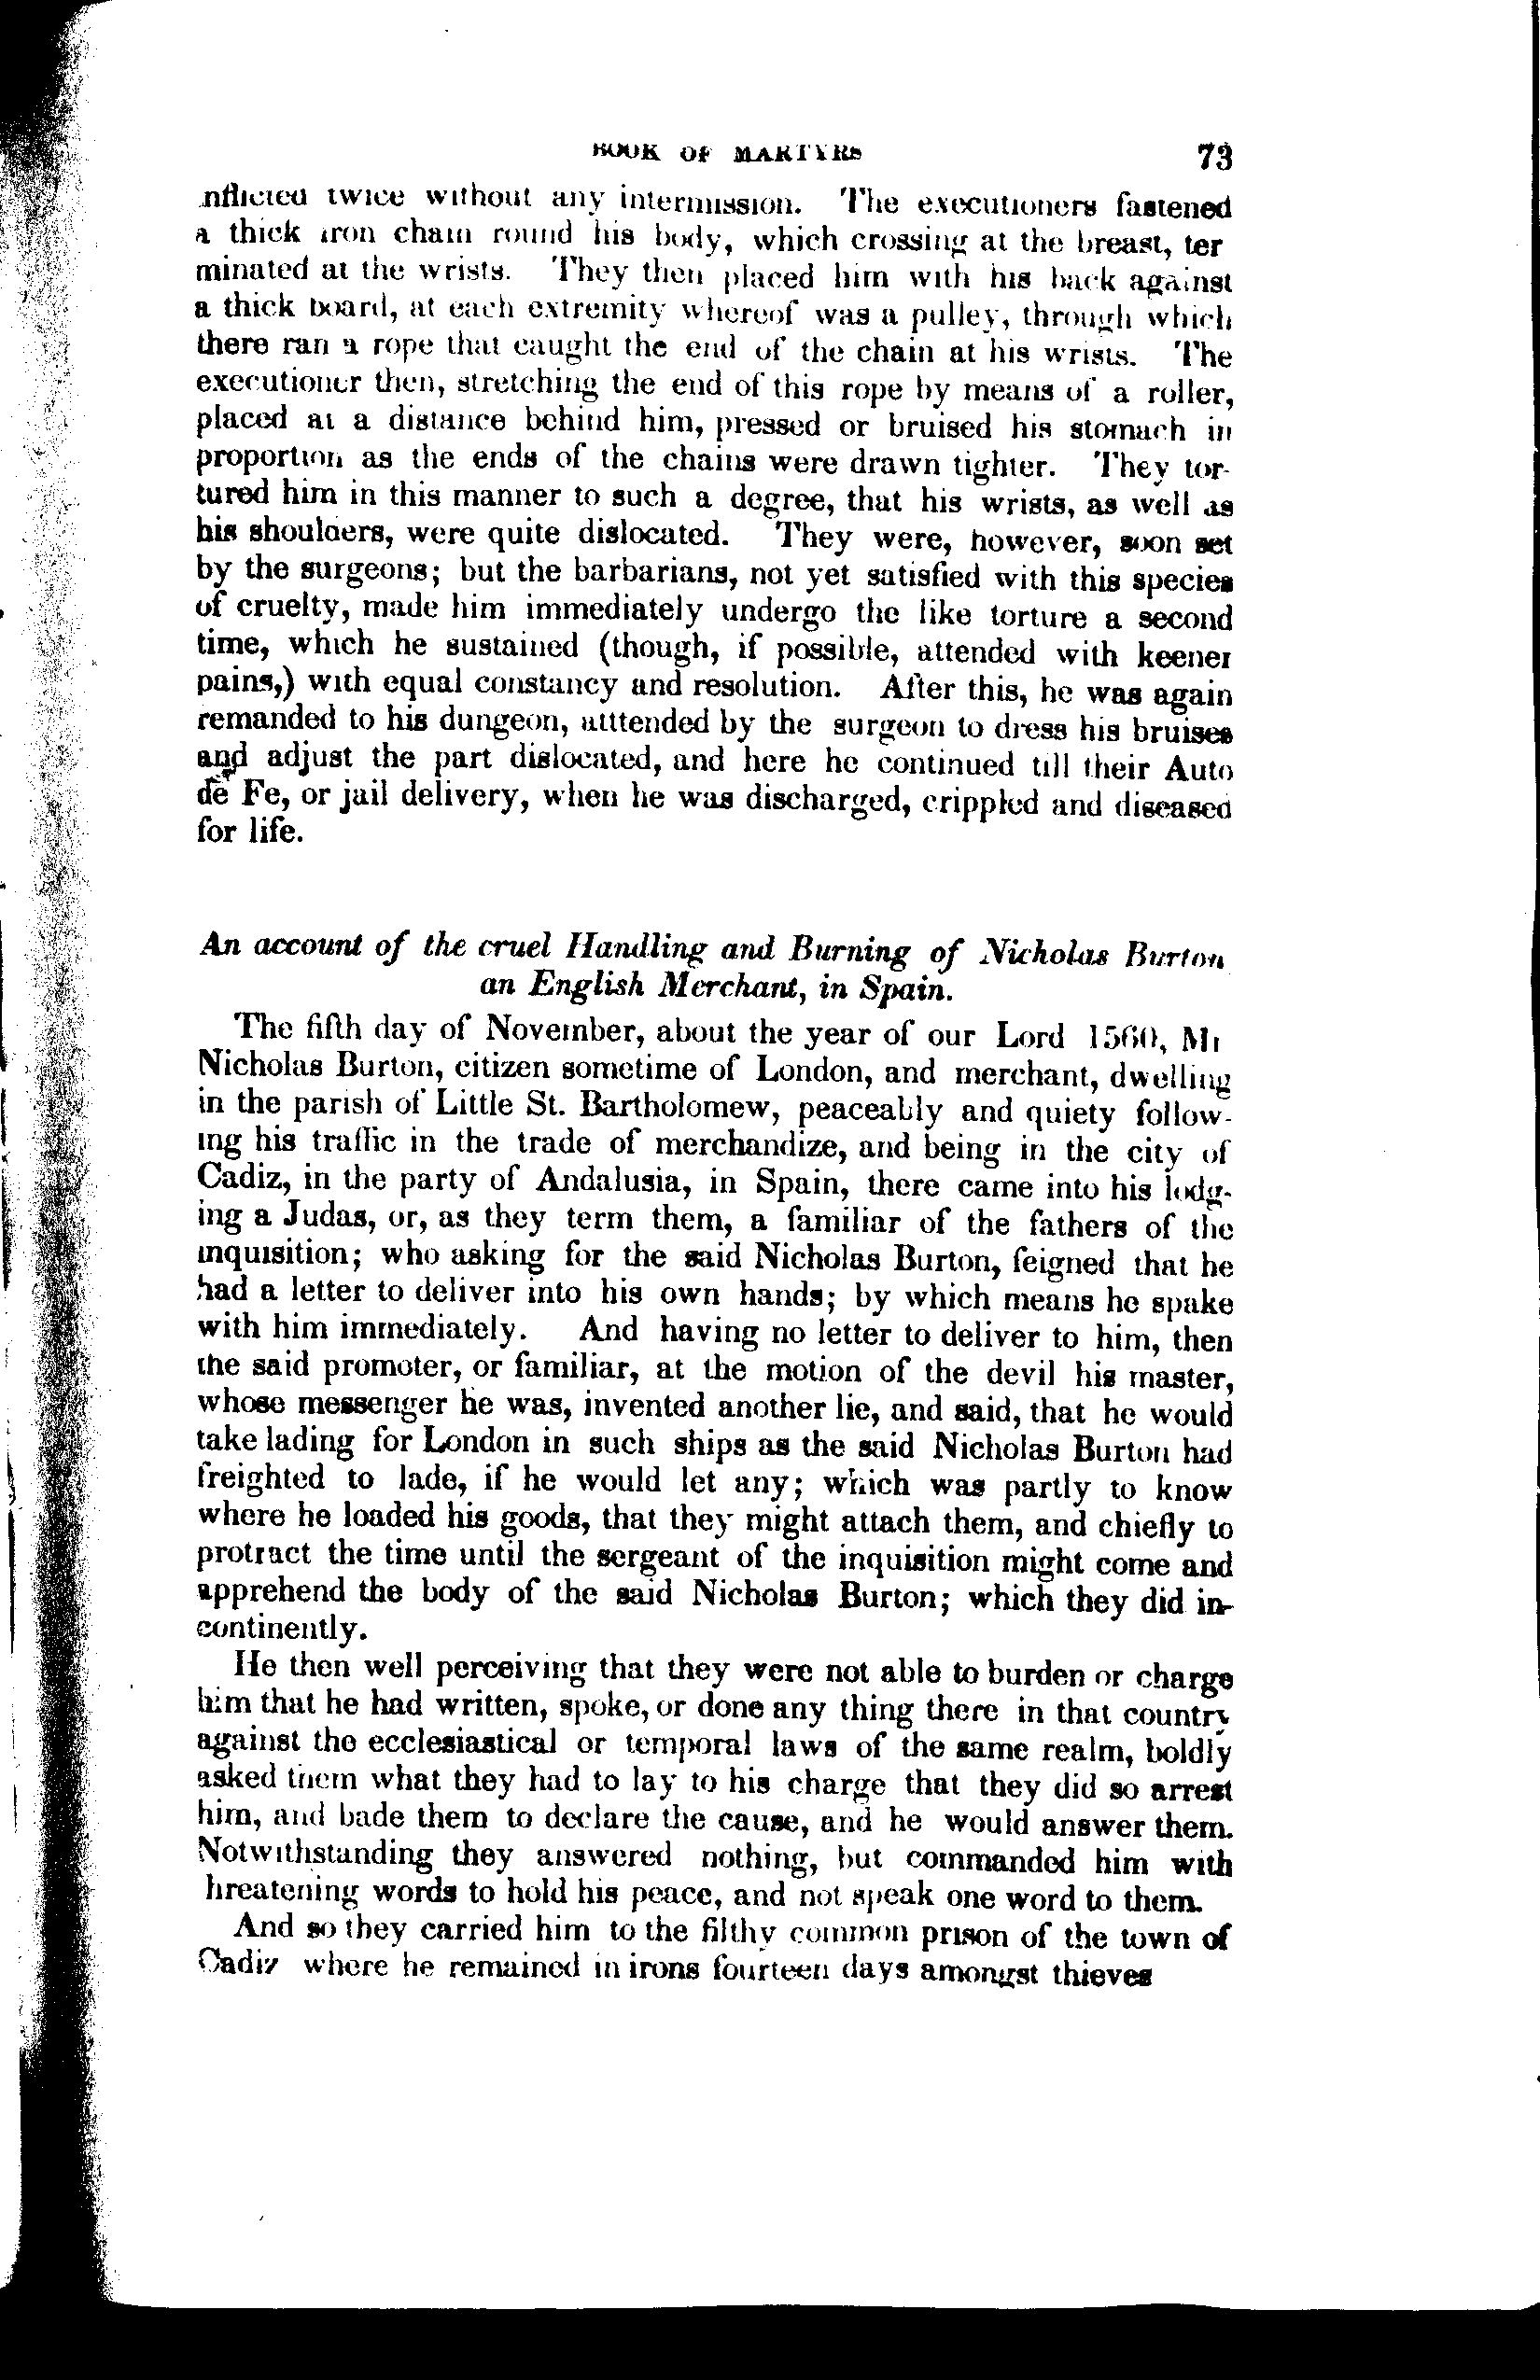 BOOK OF MARTYRS 73
nflicted twice without any intermission. The executioners fastened
a thick iron chain round his body, which crossing at the breast, ter
minated at the wrists. They then placed him with his back against
a thick board, at each extremity whereof was a pulley, through which
there ran a rope that caught the end of the chain at his wrists. The
executioner then, stretching the end of this rope by means of a roller,
placed at a distance behind him, pressed or bruised his stomach in
proportion as the ends of the chains were drawn tighter. They tor-
tured him in this manner to such a degree, that his wrists, as well as
his shoulders, were quite dislocated. They were, however, soon set
by the surgeons; but the barbarians, not yet satisfied with this species
of cruelty, made him immediately undergo the like torture a second
time, which he sustained (though, if possible, attended with keener
pains,) with equal constancy and resolution. After this, he was again
remanded to his dungeon, atttended by the surgeon to dress his bruises
and adjust the part dislocated, and here he continued till their Auto
de Fe, or jail delivery, when he was discharged, crippled and diseased
for life.
An account of the cruel Handling and Burning of Nicholas Burton
an English Merchant, in Spain.
The fifth day of November, about the year of our Lord 1560, Mr
Nicholas Burton, citizen sometime of London, and merchant, dwelling
in the parish of Little St. Bartholomew, peaceably and quiety follow-
ing his traffic in the trade of merchandize, and being in the city of
Cadiz, in the party of Andalusia, in Spain, there came into his lodg-
ing a Judas, or, as they term them, a familiar of the fathers of the
inquisition; who asking for the said Nicholas Burton, feigned that he
had a letter to deliver into his own hands; by which means he spake
with him immediately. And having no letter to deliver to him, then
the said promoter, or familiar, at the motion of the devil his master,
whose messenger he was, invented another lie, and said, that he would
take lading for London in such ships as the said Nicholas Burton had
freighted to lade, if he would let any; which was partly to know
where he loaded his goods, that they might attach them, and chiefly to
protract the time until the sergeant of the inquisition might come and
apprehend the body of the said Nicholas Burton; which they did in-
continently.
He then well perceiving that they were not able to burden or charge
him that he had written, spoke, or done any thing there in that country
against the ecclesiastical or temporal laws of the same realm, boldly
asked them what they had to lay to his charge that they did so arrest
him, and bade them to declare the cause, and he would answer them.
Notwithstanding they answered nothing, but commanded him with
hreatening words to hold his peace, and not speak one word to them.
And so they carried him to the filthy common prison of the town of
Cadiz where he remained in irons fourteen days amongst thieves